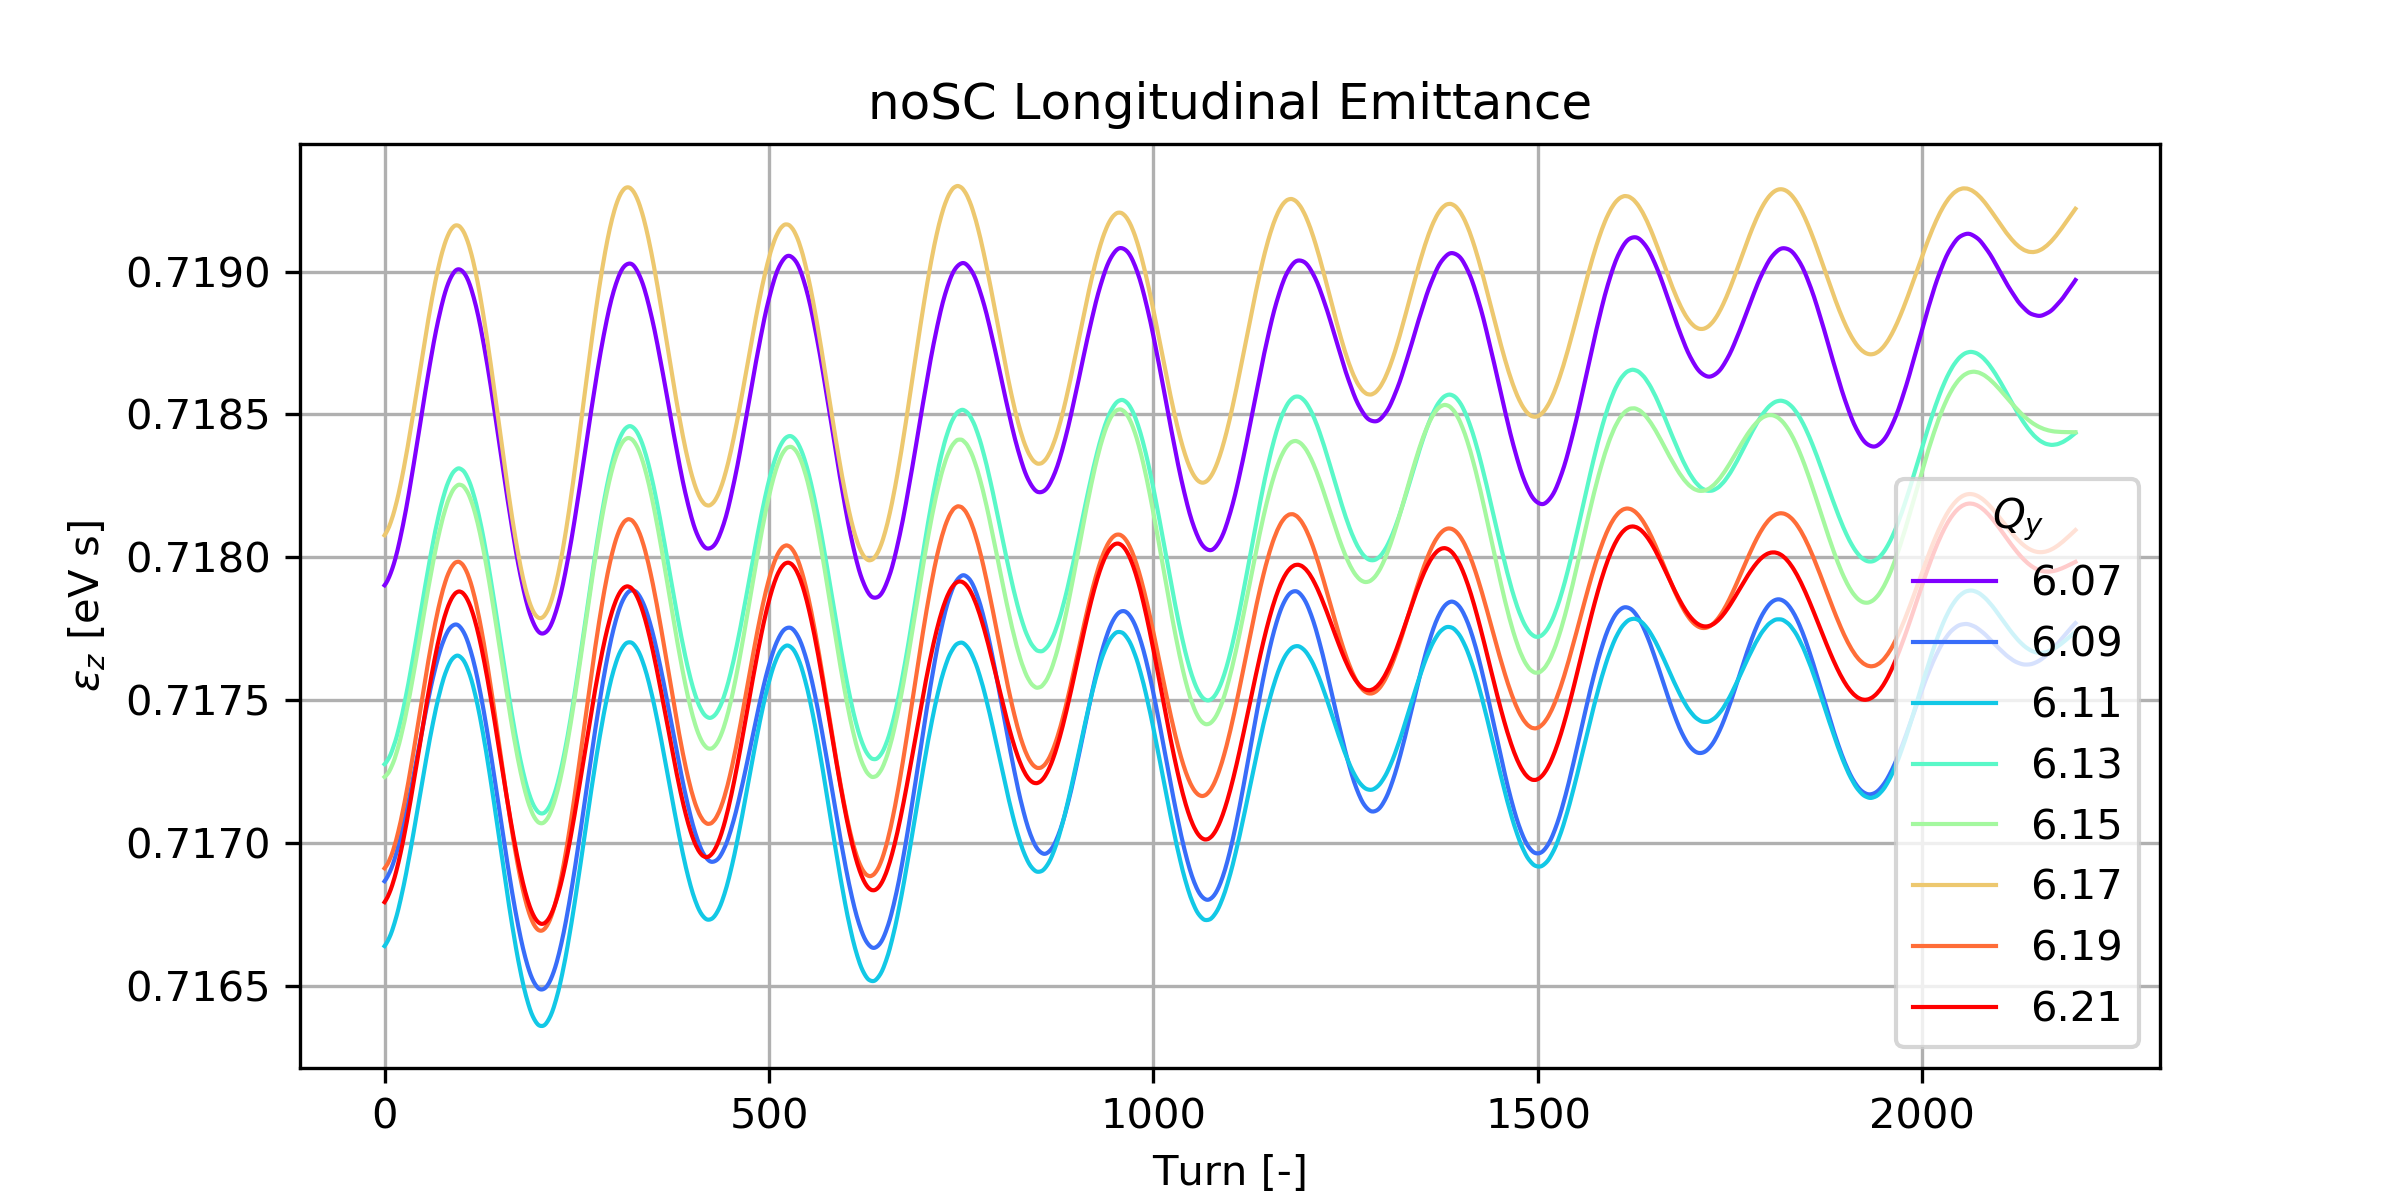 noSC Longitudinal Emittance
ε_z [eV s]
0.7190
0.7185
0.7180
0.7175
0.7170
0.7165
Q_y
6.07
6.09
6.11
6.13
6.15
6.17
6.19
6.21
0 500 1000 1500 2000
Turn [-]